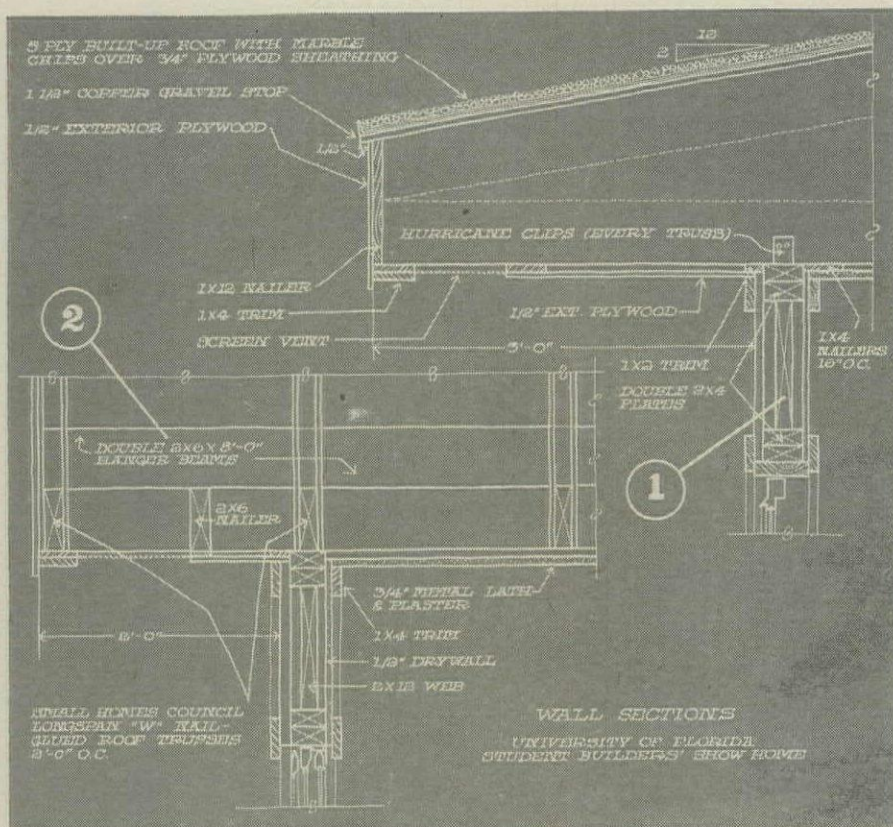 5 PLY BUILT-UP ROOF WITH MARBLE
CHIPS OVER 3/4" PLYWOOD SHEATHING
12
2
1 1/2" COPPER GRAVEL STOP
1/2" EXTERIOR PLYWOOD
1/2"
HURRICANE CLIPS (EVERY TRUSS)
1X12 NAILER
1X4 TRIM
SCREEN VENT
1/2" EXT. PLYWOOD
3'-0"
1X4
NAILERS
16" O.C.
1X2 TRIM
DOUBLE 2X4
PLATES
2
1
DOUBLE 2X6 X 8'-0"
HANGER BEAMS
2X6
NAILER
3/4" METAL LATH
& PLASTER
2'-0"
1X4 TRIM
1/2" DRYWALL
2X12 WEB
SMALL HOMES COUNCIL
LONGSPAN "W" NAIL-
GLUED ROOF TRUSSES
2'-0" O.C.
WALL SECTIONS
UNIVERSITY OF FLORIDA
STUDENT BUILDERS' SHOW HOME